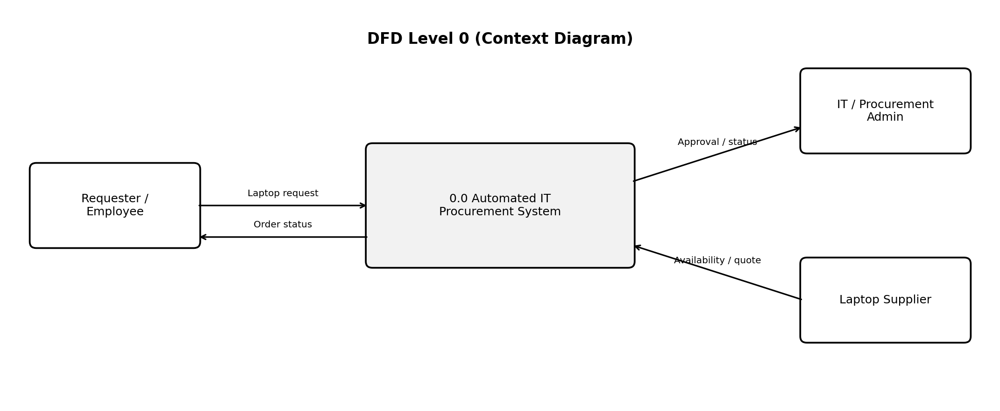 DFD Level 0 (Context Diagram)
IT / Procurement
Admin
Approval / status
Requester /
Employee
Laptop request
Order status
0.0 Automated IT
Procurement System
Availability / quote
Laptop Supplier